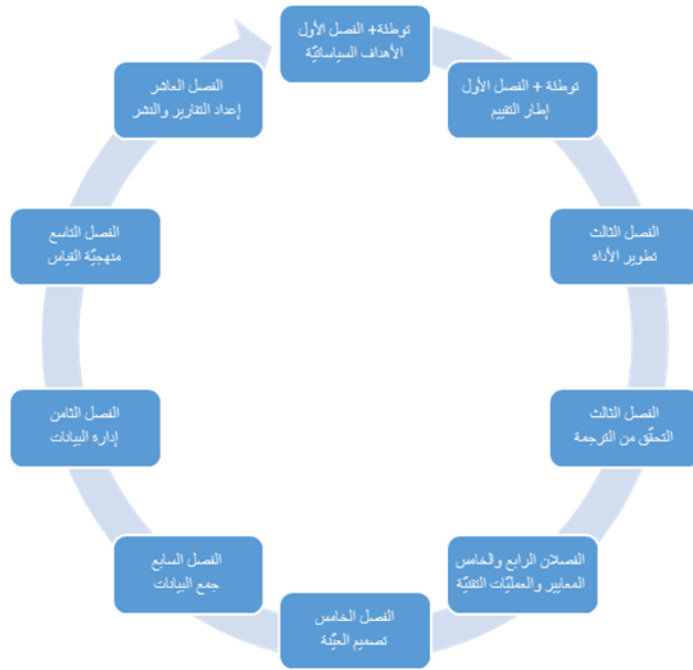 توطئة+ الفصل الأول
الأهداف السياساتيّة
توطئة + الفصل الأول
إطار التقييم
الفصل الثالث
تطوير الأداة
الفصل الثالث
التحقّق من الترجمة
الفصلان الرابع والخامس
المعايير والعمليّات التقنيّة
الفصل الخامس
تصميم العيّنة
الفصل السابع
جمع البيانات
الفصل الثامن
إدارة البيانات
الفصل التاسع
منهجيّة القياس
الفصل العاشر
إعداد التقارير والنشر